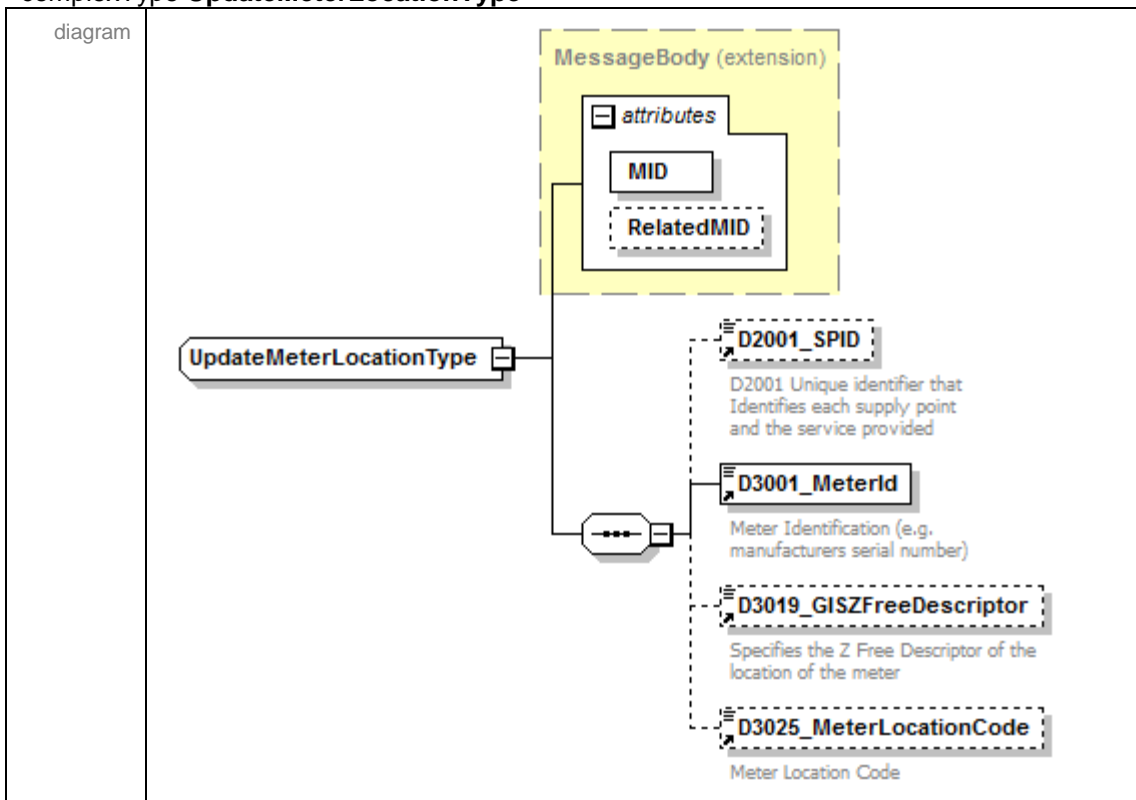 complexType UpdateMeterLocationType
diagram
MessageBody (extension)
attributes
MID
RelatedMID
UpdateMeterLocationType
D2001_SPID
D2001 Unique identifier that
Identifies each supply point
and the service provided
D3001_MeterId
Meter Identification (e.g.
manufacturers serial number)
D3019_GISZFreeDescriptor
Specifies the Z Free Descriptor of the
location of the meter
D3025_MeterLocationCode
Meter Location Code